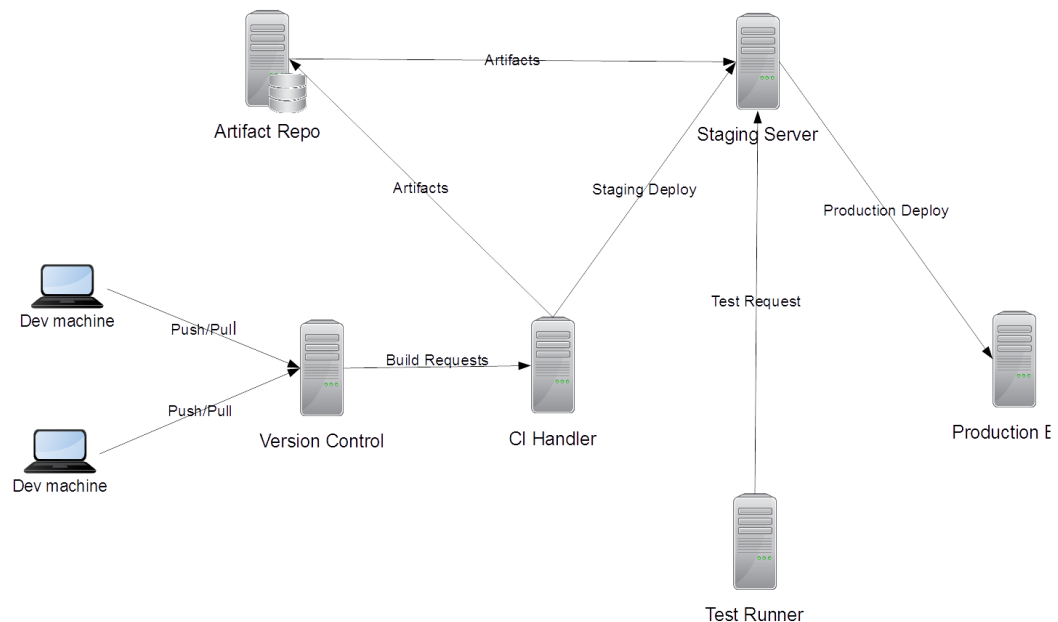 Artifacts
Artifact Repo
Staging Server
Artifacts
Staging Deploy
Production Deploy
Test Request
Dev machine
Push/Pull
Build Requests
Push/Pull
Version Control
CI Handler
Production
Dev machine
Test Runner